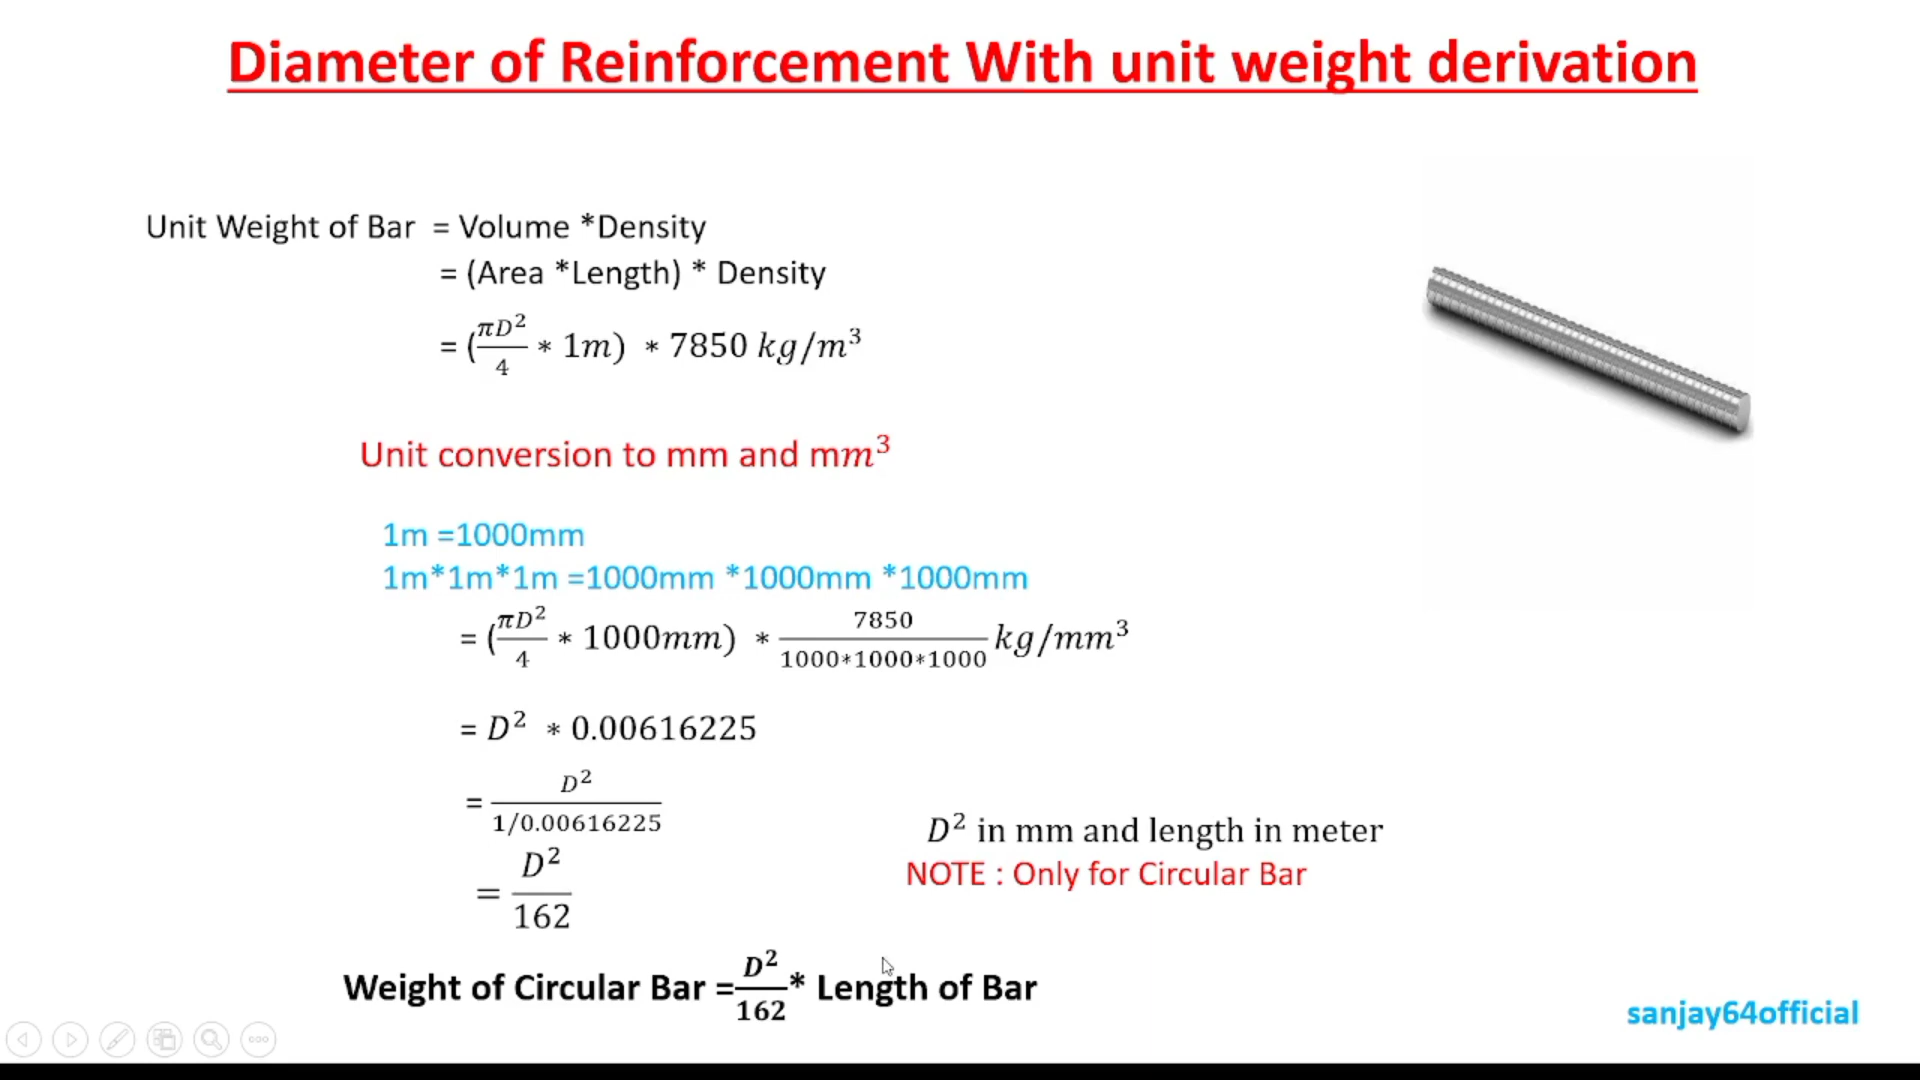 Diameter of Reinforcement With unit weight derivation
Unit Weight of Bar = Volume *Density
= (Area *Length) * Density
= (πD²/4 * 1m) * 7850 kg/m³
Unit conversion to mm and mm³
1m =1000mm
1m*1m*1m =1000mm *1000mm *1000mm
= (πD²/4 * 1000mm) * 7850/1000*1000*1000 kg/mm³
= D² * 0.00616225
= D²/1/0.00616225
= D²/162
D² in mm and length in meter
NOTE : Only for Circular Bar
Weight of Circular Bar =D²/162* Length of Bar
sanjay64official